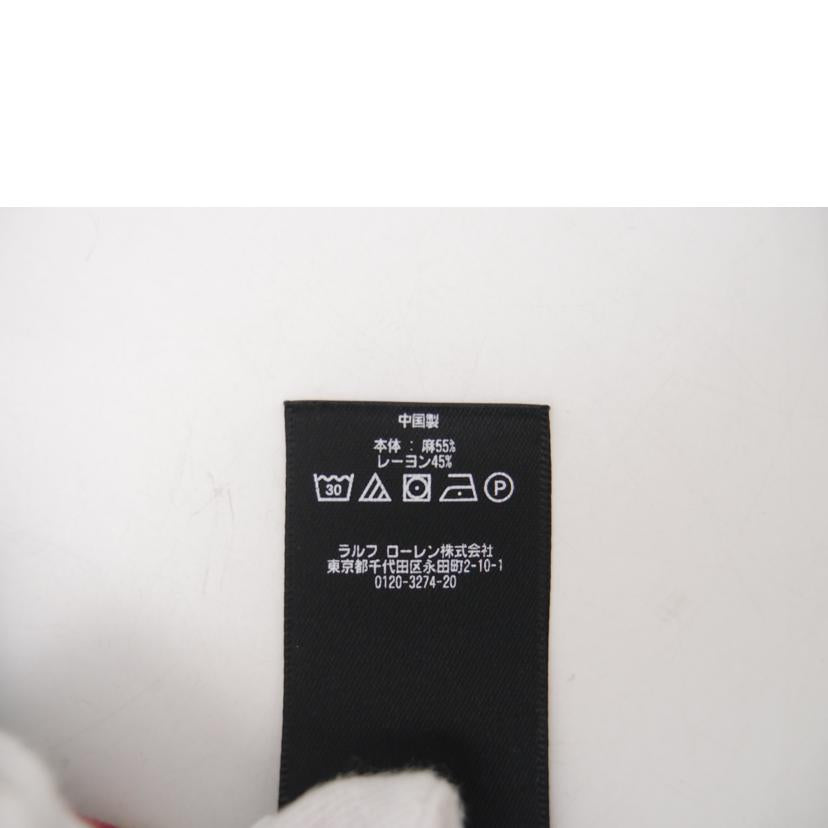 中国製
本体 : 麻55%
レーヨン45%
30 P
ラルフ ローレン株式会社
東京都千代田区永田町2-10-1
0120-3274-20